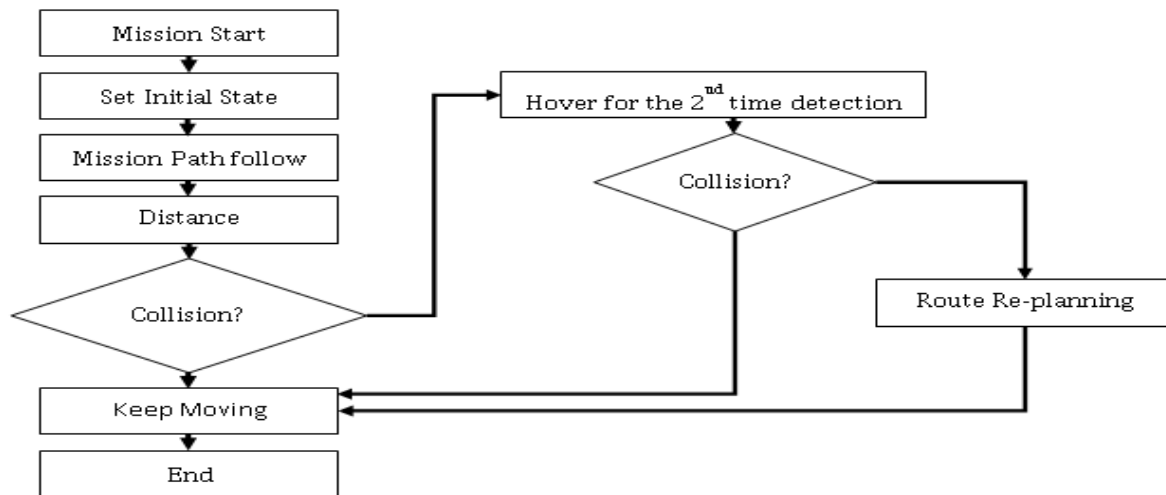 Mission Start
Set Initial State
Mission Path follow
Distance
Collision?
Keep Moving
End
Hover for the 2nd time detection
Collision?
Route Re-planning